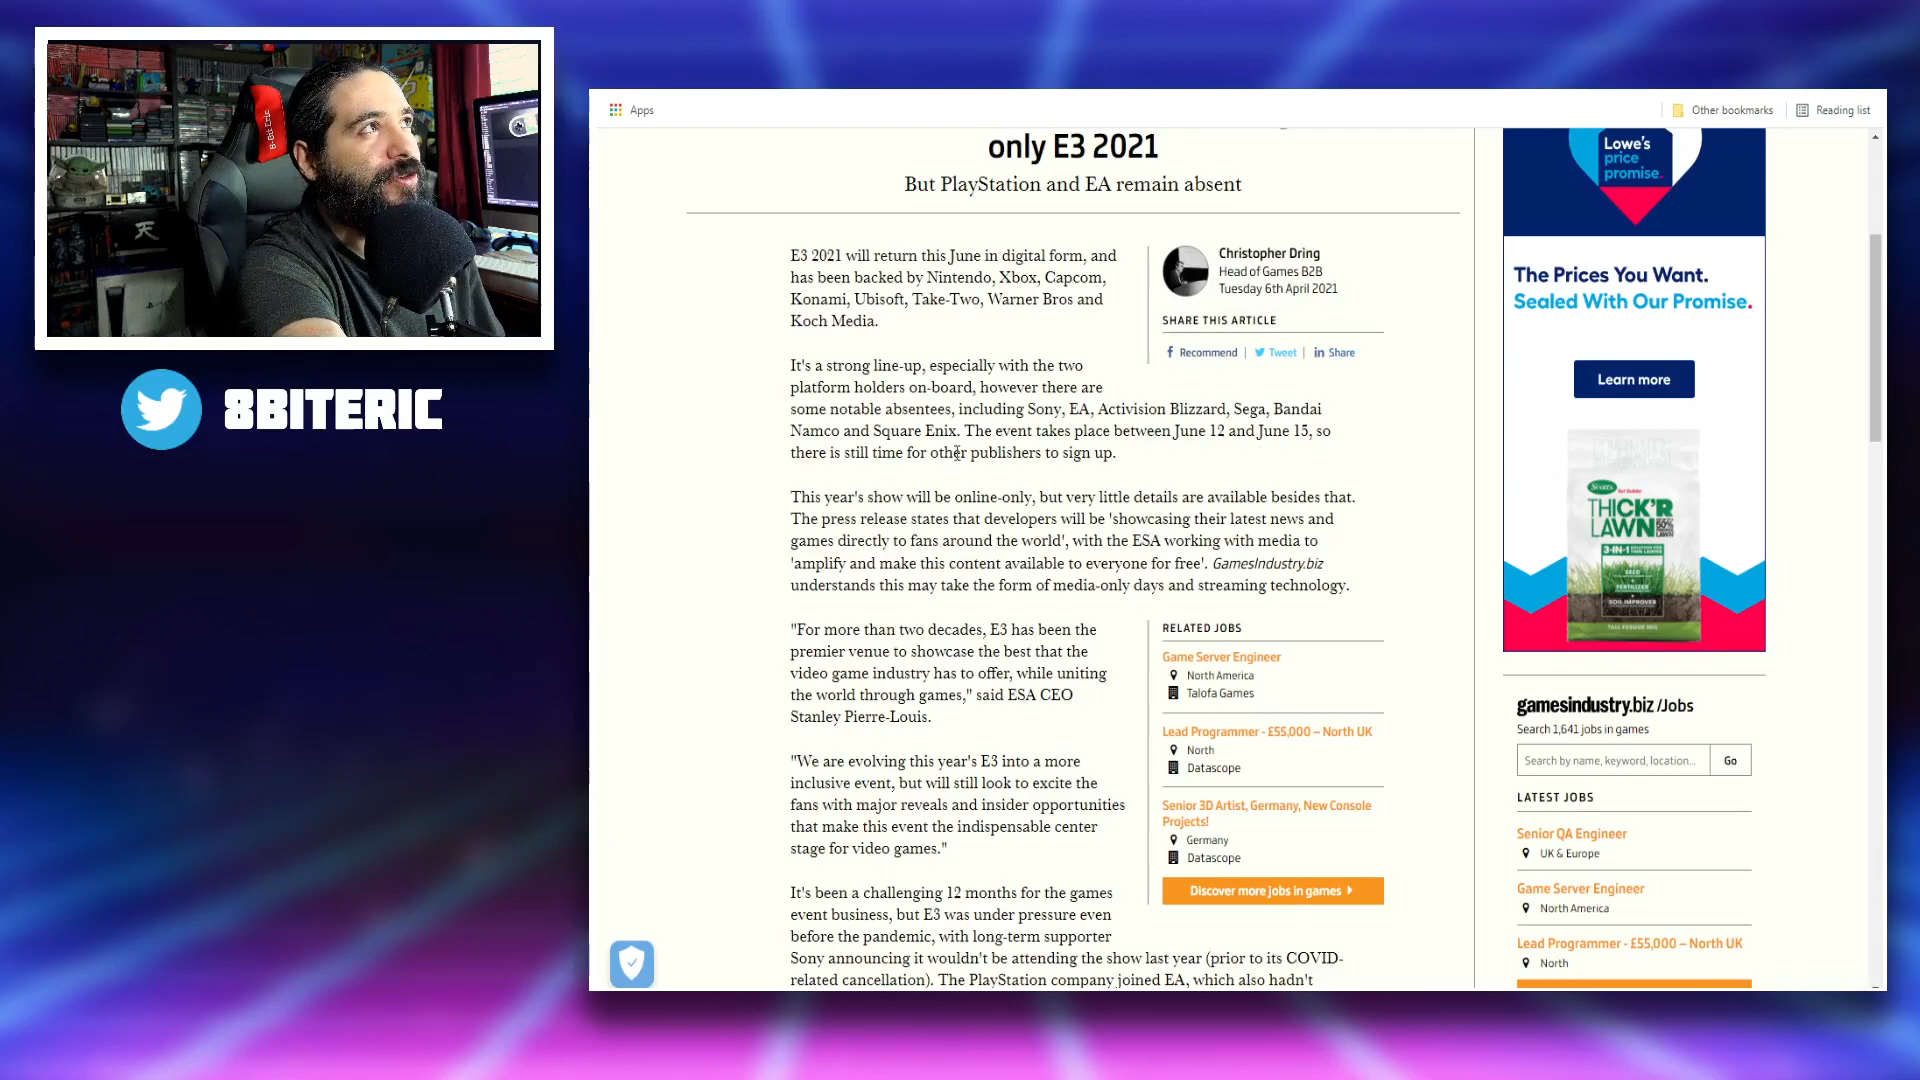 8-Bit Eric
8BITERIC
Apps
Other bookmarks
Reading list
only E3 2021
But PlayStation and EA remain absent
E3 2021 will return this June in digital form, and
has been backed by Nintendo, Xbox, Capcom,
Konami, Ubisoft, Take-Two, Warner Bros and
Koch Media.
Christopher Dring
Head of Games B2B
Tuesday 6th April 2021
SHARE THIS ARTICLE
Recommend
Tweet
Share
It's a strong line-up, especially with the two
platform holders on-board, however there are
some notable absentees, including Sony, EA, Activision Blizzard, Sega, Bandai
Namco and Square Enix. The event takes place between June 12 and June 15, so
there is still time for other publishers to sign up.
This year's show will be online-only, but very little details are available besides that.
The press release states that developers will be 'showcasing their latest news and
games directly to fans around the world', with the ESA working with media to
'amplify and make this content available to everyone for free'. GamesIndustry.biz
understands this may take the form of media-only days and streaming technology.
"For more than two decades, E3 has been the
premier venue to showcase the best that the
video game industry has to offer, while uniting
the world through games," said ESA CEO
Stanley Pierre-Louis.
"We are evolving this year's E3 into a more
inclusive event, but will still look to excite the
fans with major reveals and insider opportunities
that make this event the indispensable center
stage for video games."
It's been a challenging 12 months for the games
event business, but E3 was under pressure even
before the pandemic, with long-term supporter
Sony announcing it wouldn't be attending the show last year (prior to its COVID-
related cancellation). The PlayStation company joined EA, which also hadn't
RELATED JOBS
Game Server Engineer
North America
Talofa Games
Lead Programmer - £55,000 – North UK
North
Datascope
Senior 3D Artist, Germany, New Console
Projects!
Germany
Datascope
Discover more jobs in games
Lowe's
price
promise.
The Prices You Want.
Sealed With Our Promise.
Learn more
Scotts
THICK'R
LAWN
50%
3-IN-1
SEED
FERTILIZER
SOIL IMPROVER
TALL FESCUE MIX
gamesindustry.biz /Jobs
Search 1,641 jobs in games
Search by name, keyword, location...
Go
LATEST JOBS
Senior QA Engineer
UK & Europe
Game Server Engineer
North America
Lead Programmer - £55,000 – North UK
North